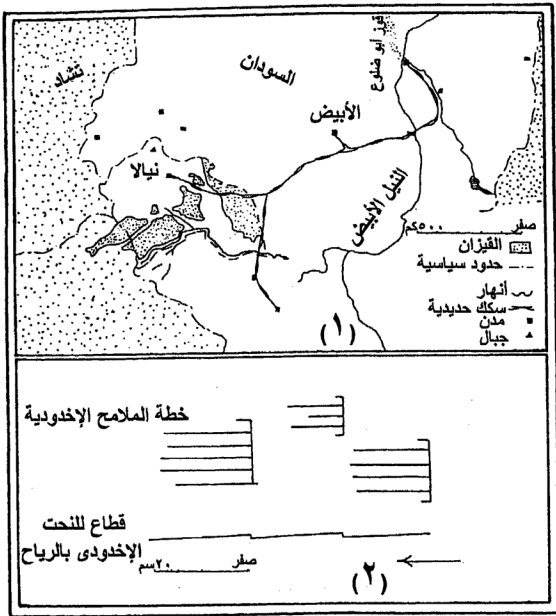 قوز ابو ضلوع
السودان
تشاد
الأبيض
نيالا
النيل الأبيض
صفر ٥٠٠كم
القيزان
حدود سياسية
أنهار
سكك حديدية
مدن
جبال
(١)
خطة الملامح الإخدودية
قطاع للنحت
الإخدودى بالرياح
صفر ٢٠سم
(٢)